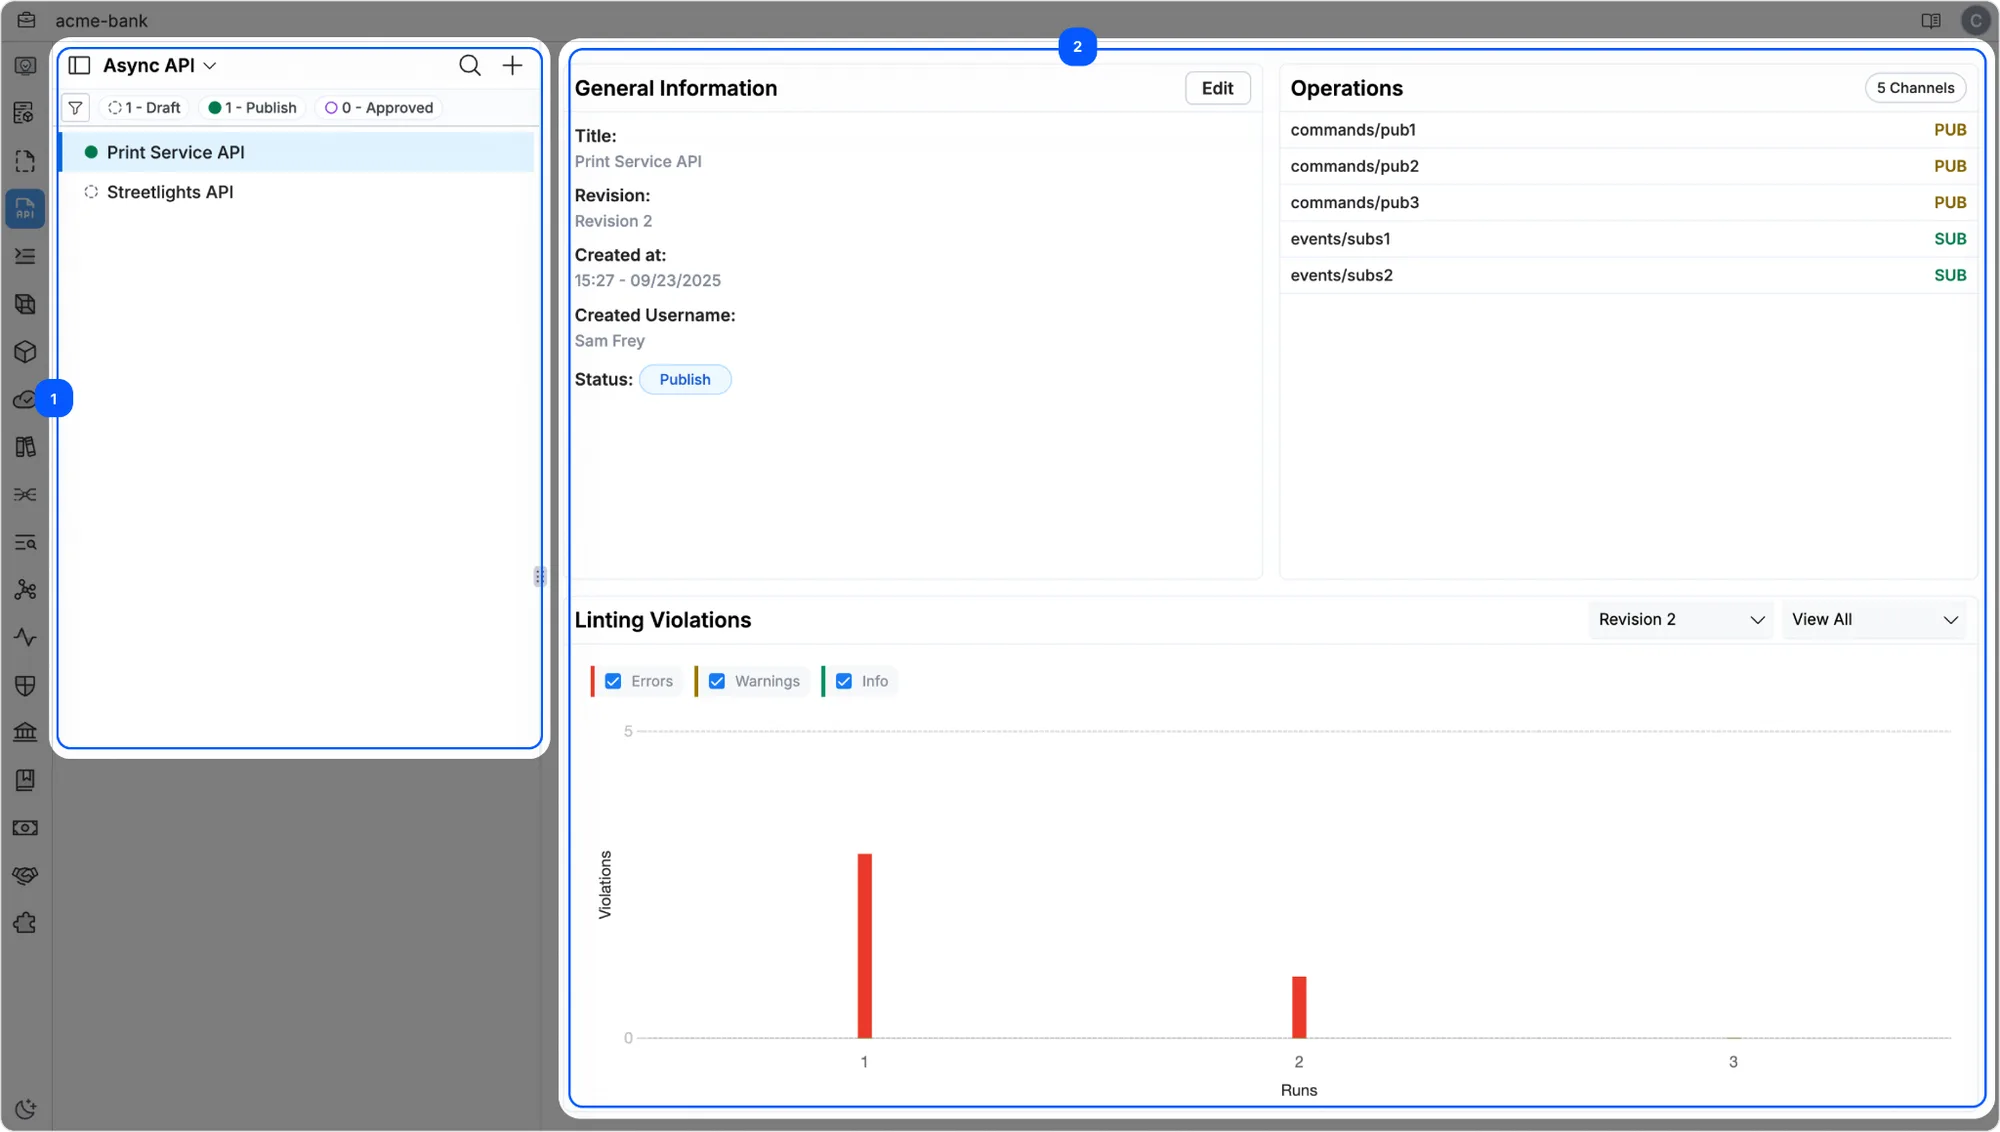 acme-bank
C
Async API
1 - Draft
1 - Publish
0 - Approved
Print Service API
Streetlights API
API
1
2
General Information
Edit
Title:
Print Service API
Revision:
Revision 2
Created at:
15:27 - 09/23/2025
Created Username:
Sam Frey
Status: Publish
Operations
5 Channels
commands/pub1 PUB
commands/pub2 PUB
commands/pub3 PUB
events/subs1 SUB
events/subs2 SUB
Linting Violations
Revision 2
View All
Errors
Warnings
Info
5
Violations
0
1 2 3
Runs